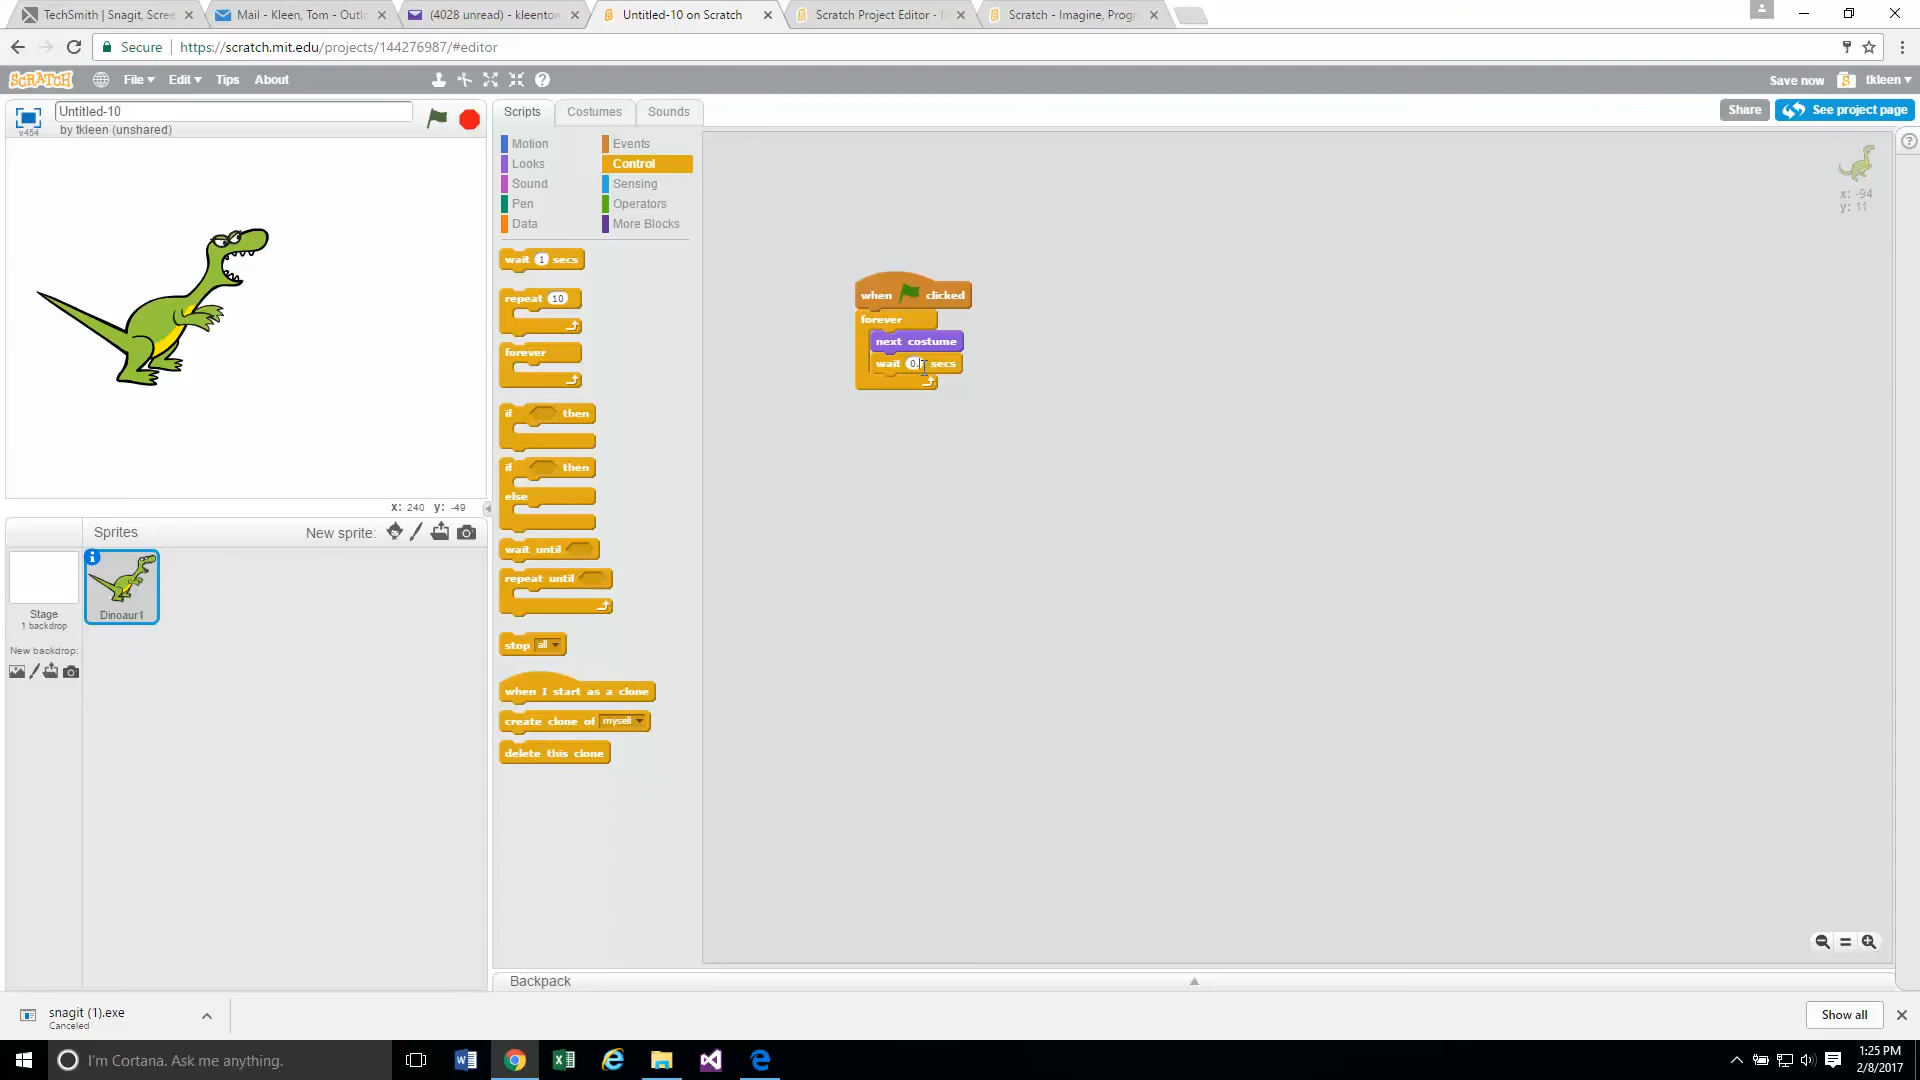 TechSmith | Snagit, Scree
Mail - Kleen, Tom - Outlo
(4028 unread) - kleentom
Untitled-10 on Scratch
Scratch Project Editor - I
Scratch - Imagine, Progr
Secure
https://scratch.mit.edu/projects/144276987/#editor
SCRATCH
File
Edit
Tips
About
Save now
tkleen
Untitled-10
by tkleen (unshared)
v454
Scripts
Costumes
Sounds
Share
See project page
Motion
Events
Looks
Control
Sound
Sensing
Pen
Operators
Data
More Blocks
wait 1 secs
repeat 10
forever
if then
if then
else
wait until
repeat until
stop all
when I start as a clone
create clone of myself
delete this clone
when clicked
forever
next costume
wait 0. secs
x: -94
y: 11
x: 240 y: -49
Sprites
New sprite:
Stage
1 backdrop
New backdrop:
Dinoaur1
Backpack
snagit (1).exe
Canceled
Show all
I'm Cortana. Ask me anything.
1:25 PM
2/8/2017